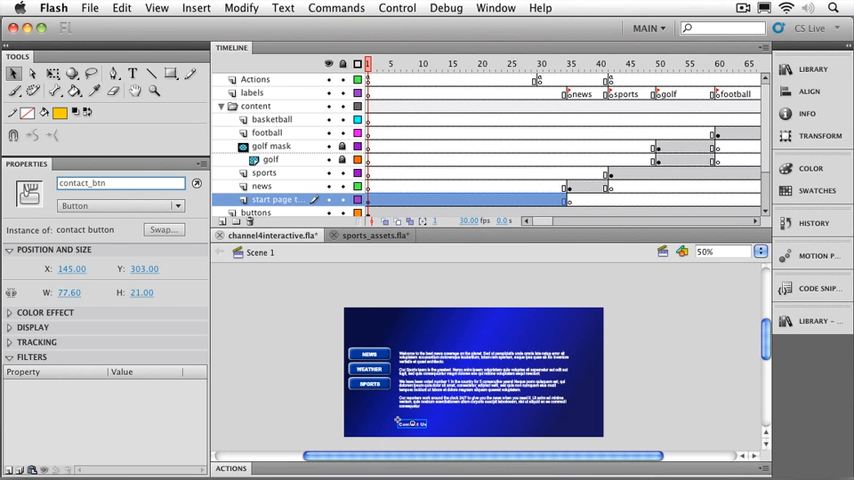 Flash File Edit View Insert Modify Text Commands Control Debug Window Help
MAIN CS Live
TOOLS
TIMELINE
1 5 10 15 20 25 30 35 40 45 50 55 60 65
Actions
labels news sports golf football
content
basketball
football
golf mask
golf
sports
news
start page t...
buttons
1 30.00 fps 0.0 s
PROPERTIES
contact_btn
Button
Instance of: contact button Swap...
POSITION AND SIZE
X: 145.00 Y: 303.00
W: 77.60 H: 21.00
COLOR EFFECT
DISPLAY
TRACKING
FILTERS
Property Value
channel4interactive.fla* sports_assets.fla*
Scene 1 50%
NEWS
WEATHER
SPORTS
Contact Us
ACTIONS
LIBRARY
ALIGN
INFO
TRANSFORM
COLOR
SWATCHES
HISTORY
MOTION P...
CODE SNIP...
LIBRARY -...